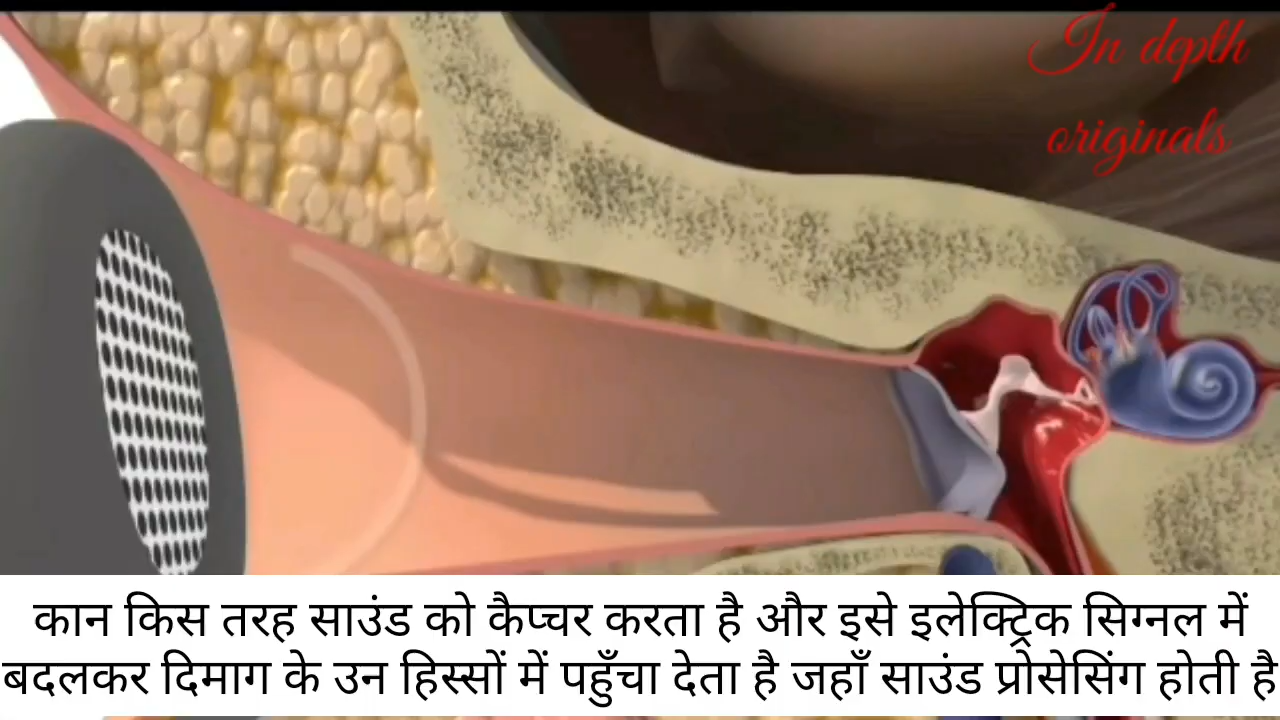 In depth
originals
कान किस तरह साउंड को कैप्चर करता है और इसे इलेक्ट्रिक सिग्नल में
बदलकर दिमाग के उन हिस्सों में पहुँचा देता है जहाँ साउंड प्रोसेसिंग होती है